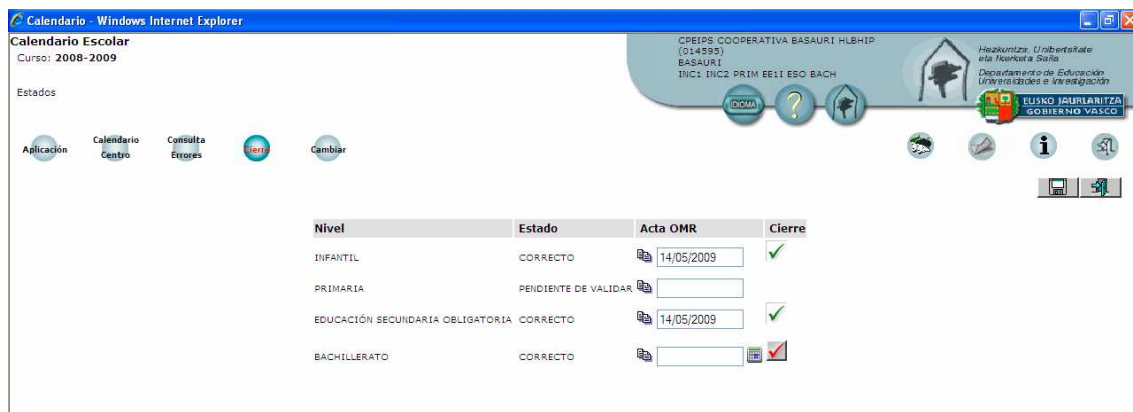 Calendario - Windows Internet Explorer
Calendario Escolar
Curso: 2008-2009
Estados
CPEIPS COOPERATIVA BASAURI HLBHIP
(014595)
BASAURI
INC1 INC2 PRIM EE1I ESO BACH
Hezkuntza, Unibertsitate
eta Ikerketa Saila
Departamento de Educación
Universidades e Investigación
EUSKO JAURLARITZA
GOBIERNO VASCO
IDIOMA
?
Aplicación
Calendario
Centro
Consulta
Errores
Cierre
Cambiar
i
Nivel Estado Acta OMR Cierre
INFANTIL CORRECTO 14/05/2009
PRIMARIA PENDIENTE DE VALIDAR
EDUCACIÓN SECUNDARIA OBLIGATORIA CORRECTO 14/05/2009
BACHILLERATO CORRECTO